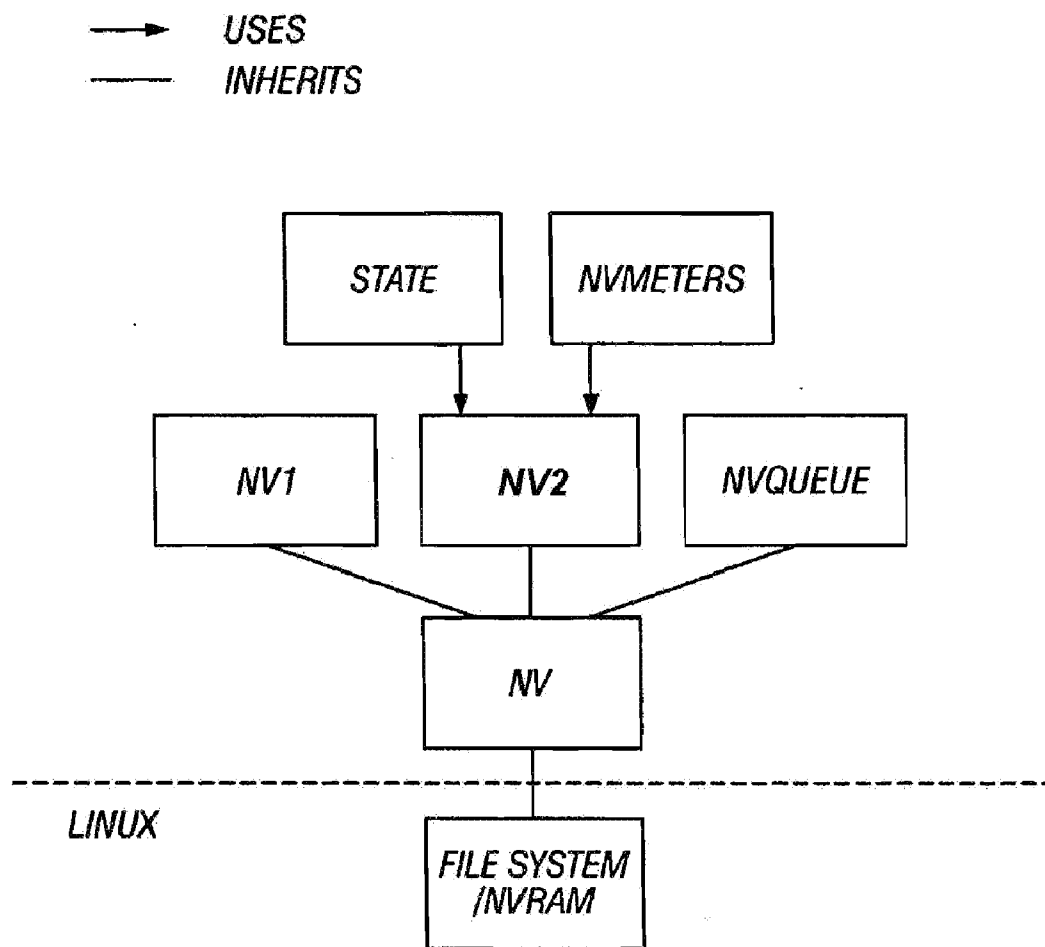 USES
INHERITS
STATE
NVMETERS
NV1
NV2
NVQUEUE
NV
LINUX
FILE SYSTEM
/NVRAM